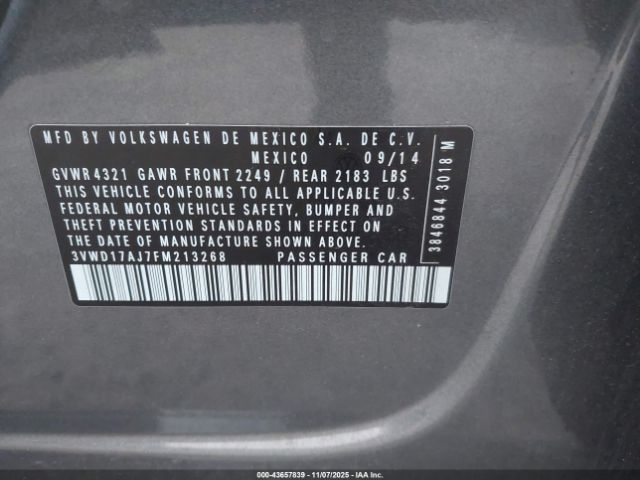 MFD BY VOLKSWAGEN DE MEXICO S.A. DE C.V.
MEXICO 09/14
GVWR 4321 GAWR FRONT 2249 / REAR 2183 LBS
THIS VEHICLE CONFORMS TO ALL APPLICABLE U.S.
FEDERAL MOTOR VEHICLE SAFETY, BUMPER AND
THEFT PREVENTION STANDARDS IN EFFECT ON
THE DATE OF MANUFACTURE SHOWN ABOVE.
3VWD17AJ7FM213268 PASSENGER CAR
3846844 3018 M
000-43657839 - 11/07/2025 - IAAI.COM